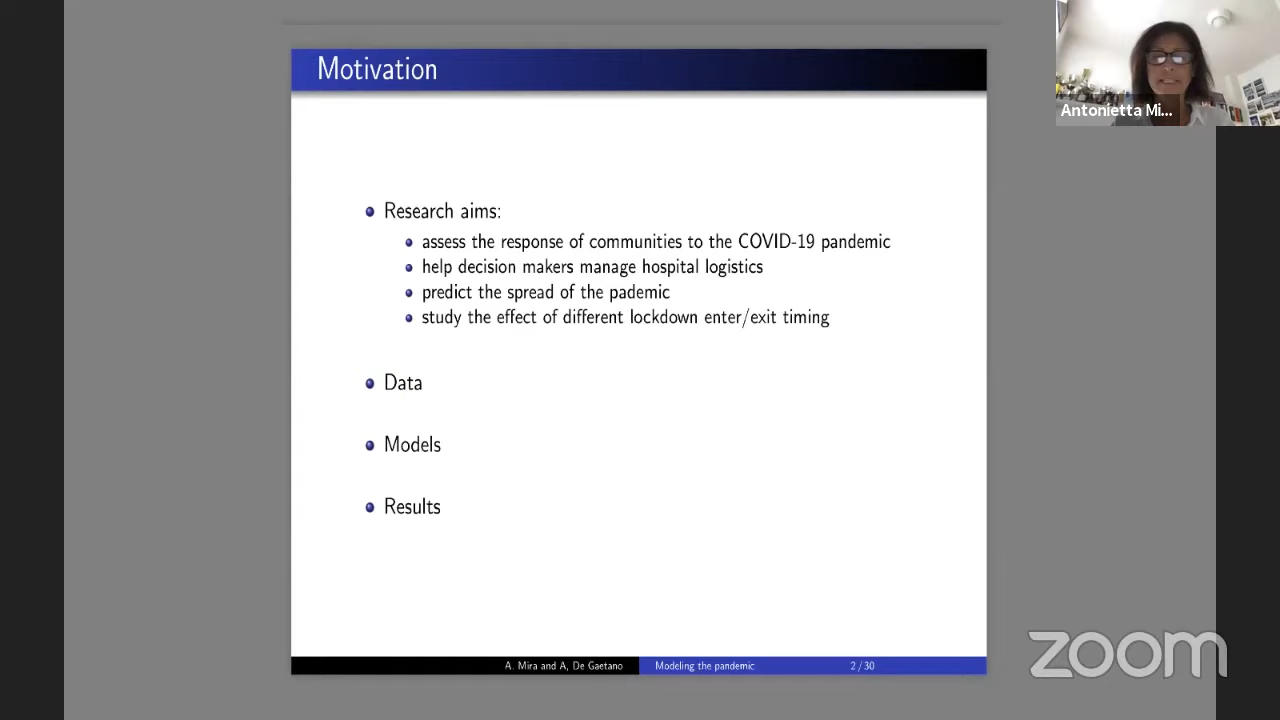 Motivation
Antonietta Mi...
Research aims:
assess the response of communities to the COVID-19 pandemic
help decision makers manage hospital logistics
predict the spread of the pademic
study the effect of different lockdown enter/exit timing
Data
Models
Results
A. Mira and A, De Gaetano
Modeling the pandemic
2 / 30
zoom